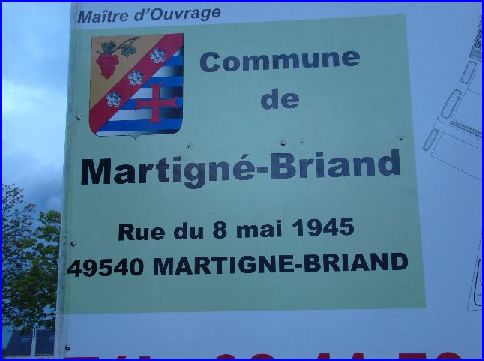 Maître d'Ouvrage
Commune
de
Martigné-Briand
Rue du 8 mai 1945
49540 MARTIGNE-BRIAND